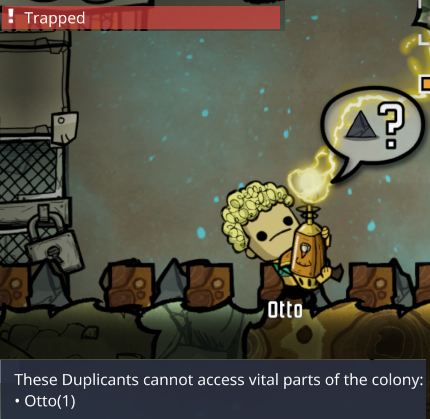 ! Trapped
?
Otto
These Duplicants cannot access vital parts of the colony:
• Otto(1)